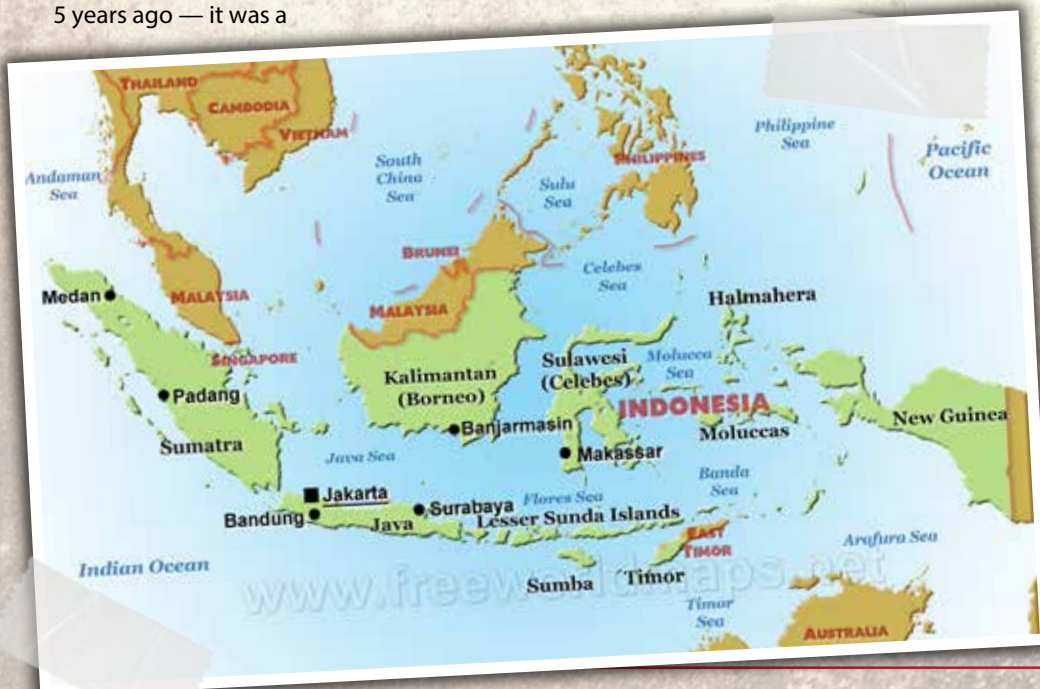 5 years ago — it was a
THAILAND
CAMBODIA
VIETNAM
Andaman
Sea
South
China
Sea
Sulu
Sea
PHILIPPINES
Philippine
Sea
Pacific
Ocean
BRUNEI
Celebes
Sea
Medan
MALAYSIA
MALAYSIA
Halmahera
SINGAPORE
Padang
Kalimantan
(Borneo)
Sulawesi
(Celebes)
Molucca
Sea
INDONESIA
New Guinea
Sumatra
Banjarmasin
Moluccas
Java Sea
Makassar
Banda
Sea
Jakarta
Bandung
Java
Surabaya
Flores Sea
Lesser Sunda Islands
EAST
TIMOR
Arafura Sea
Indian Ocean
www.freeworldmaps.net
Sumba
Timor
Timor
Sea
AUSTRALIA